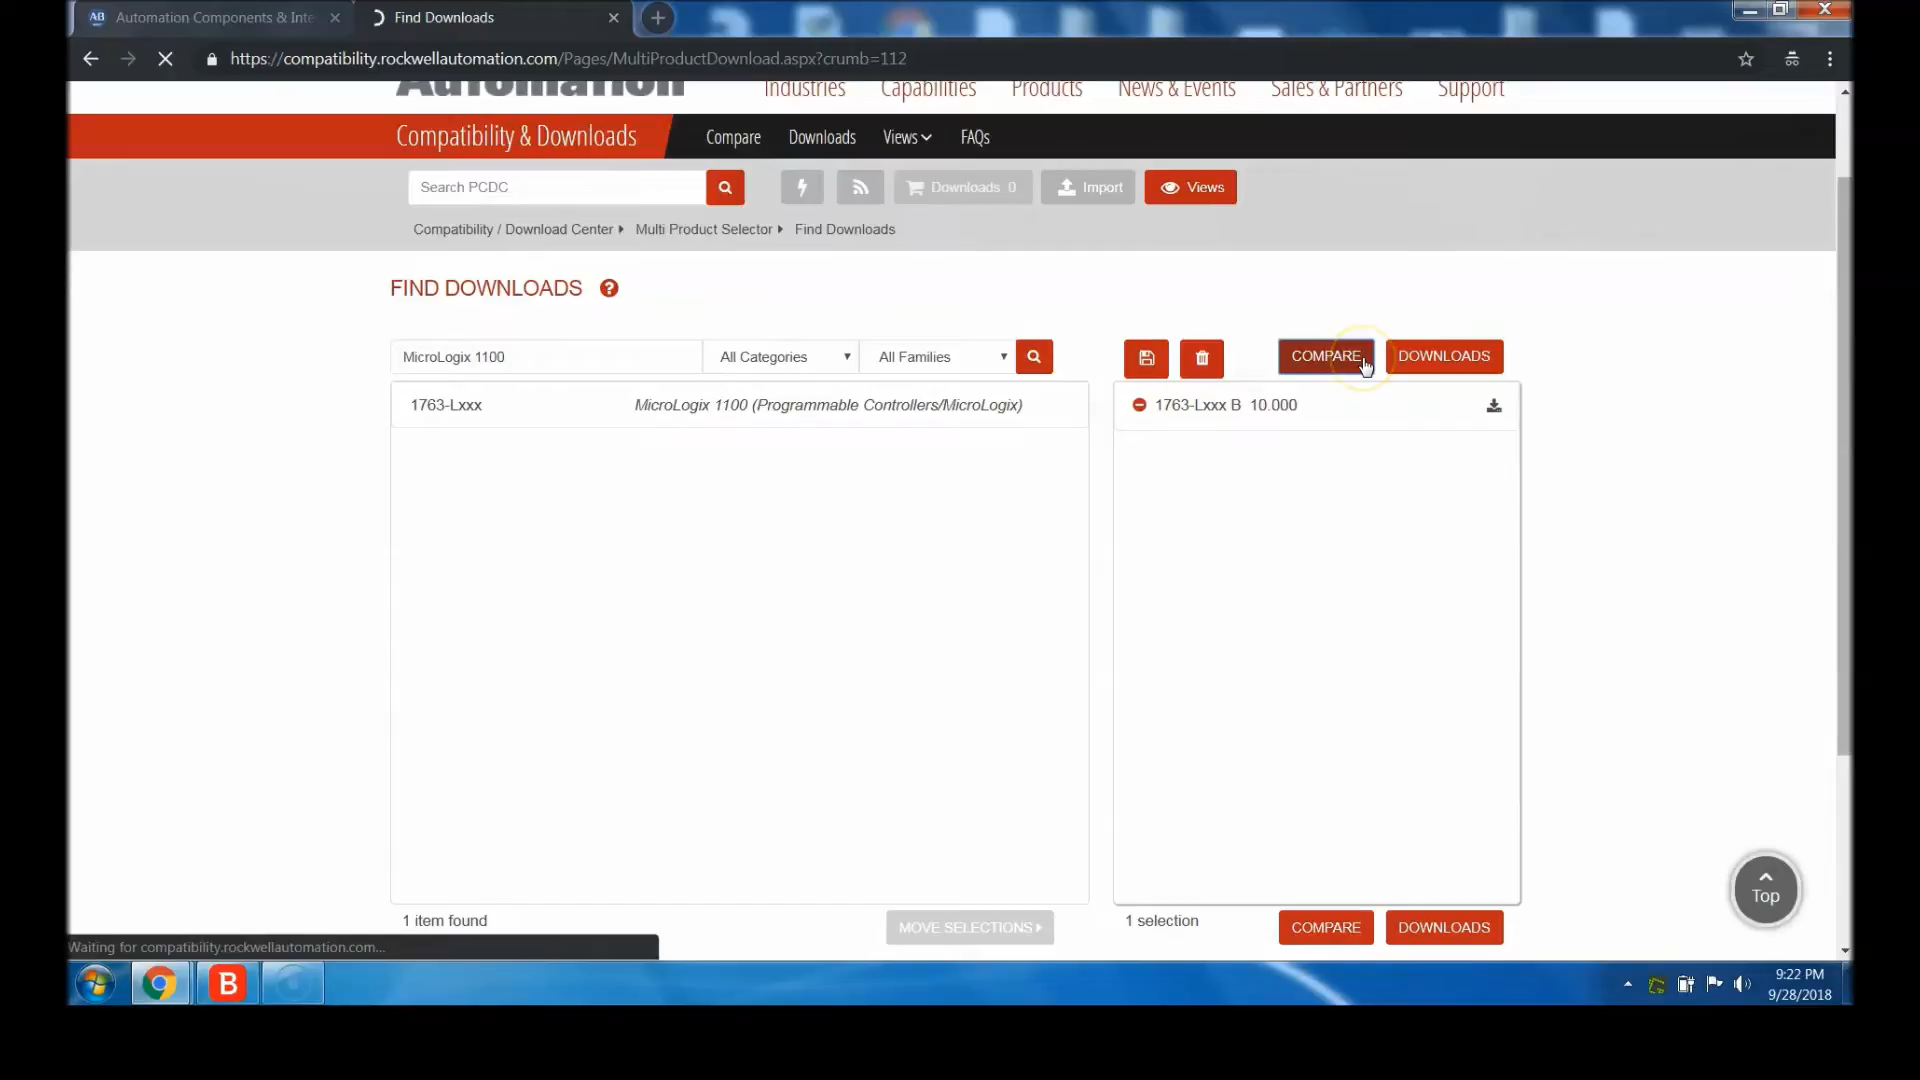 Automation Components & Inte
Find Downloads
https://compatibility.rockwellautomation.com/Pages/MultiProductDownload.aspx?crumb=112
Automation
Industries
Capabilities
Products
News & Events
Sales & Partners
Support
Compatibility & Downloads
Compare
Downloads
Views
FAQs
Search PCDC
Downloads 0
Import
Views
Compatibility / Download Center
Multi Product Selector
Find Downloads
FIND DOWNLOADS ?
MicroLogix 1100
All Categories
All Families
COMPARE
DOWNLOADS
1763-Lxxx
MicroLogix 1100 (Programmable Controllers/MicroLogix)
1763-Lxxx B 10.000
Top
1 item found
MOVE SELECTIONS
1 selection
COMPARE
DOWNLOADS
Waiting for compatibility.rockwellautomation.com...
B
9:22 PM
9/28/2018